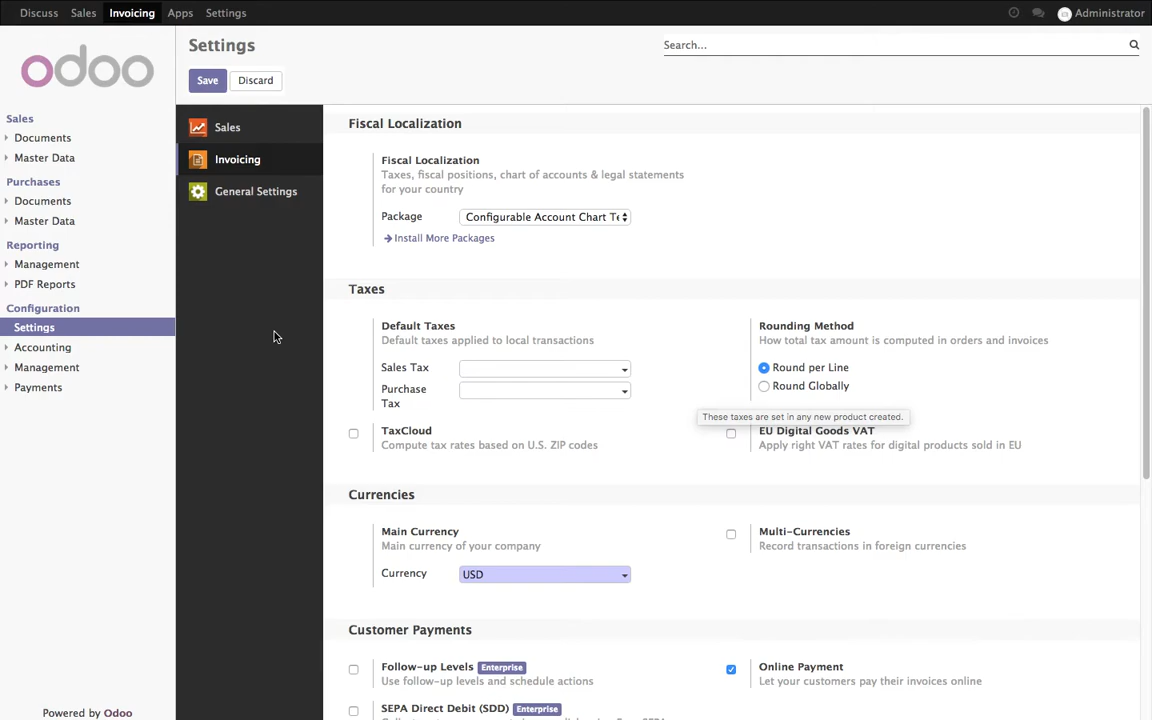 Discuss Sales Invoicing Apps Settings Administrator
odoo
Settings
Search...
Save Discard
Sales
Documents
Master Data
Purchases
Documents
Master Data
Reporting
Management
PDF Reports
Configuration
Settings
Accounting
Management
Payments
Powered by Odoo
Sales
Invoicing
General Settings
Fiscal Localization
Fiscal Localization
Taxes, fiscal positions, chart of accounts & legal statements
for your country
Package Configurable Account Chart Te
Install More Packages
Taxes
Default Taxes
Default taxes applied to local transactions
Sales Tax
Purchase
Tax
Rounding Method
How total tax amount is computed in orders and invoices
Round per Line
Round Globally
These taxes are set in any new product created.
TaxCloud
Compute tax rates based on U.S. ZIP codes
EU Digital Goods VAT
Apply right VAT rates for digital products sold in EU
Currencies
Main Currency
Main currency of your company
Currency USD
Multi-Currencies
Record transactions in foreign currencies
Customer Payments
Follow-up Levels Enterprise
Use follow-up levels and schedule actions
Online Payment
Let your customers pay their invoices online
SEPA Direct Debit (SDD) Enterprise